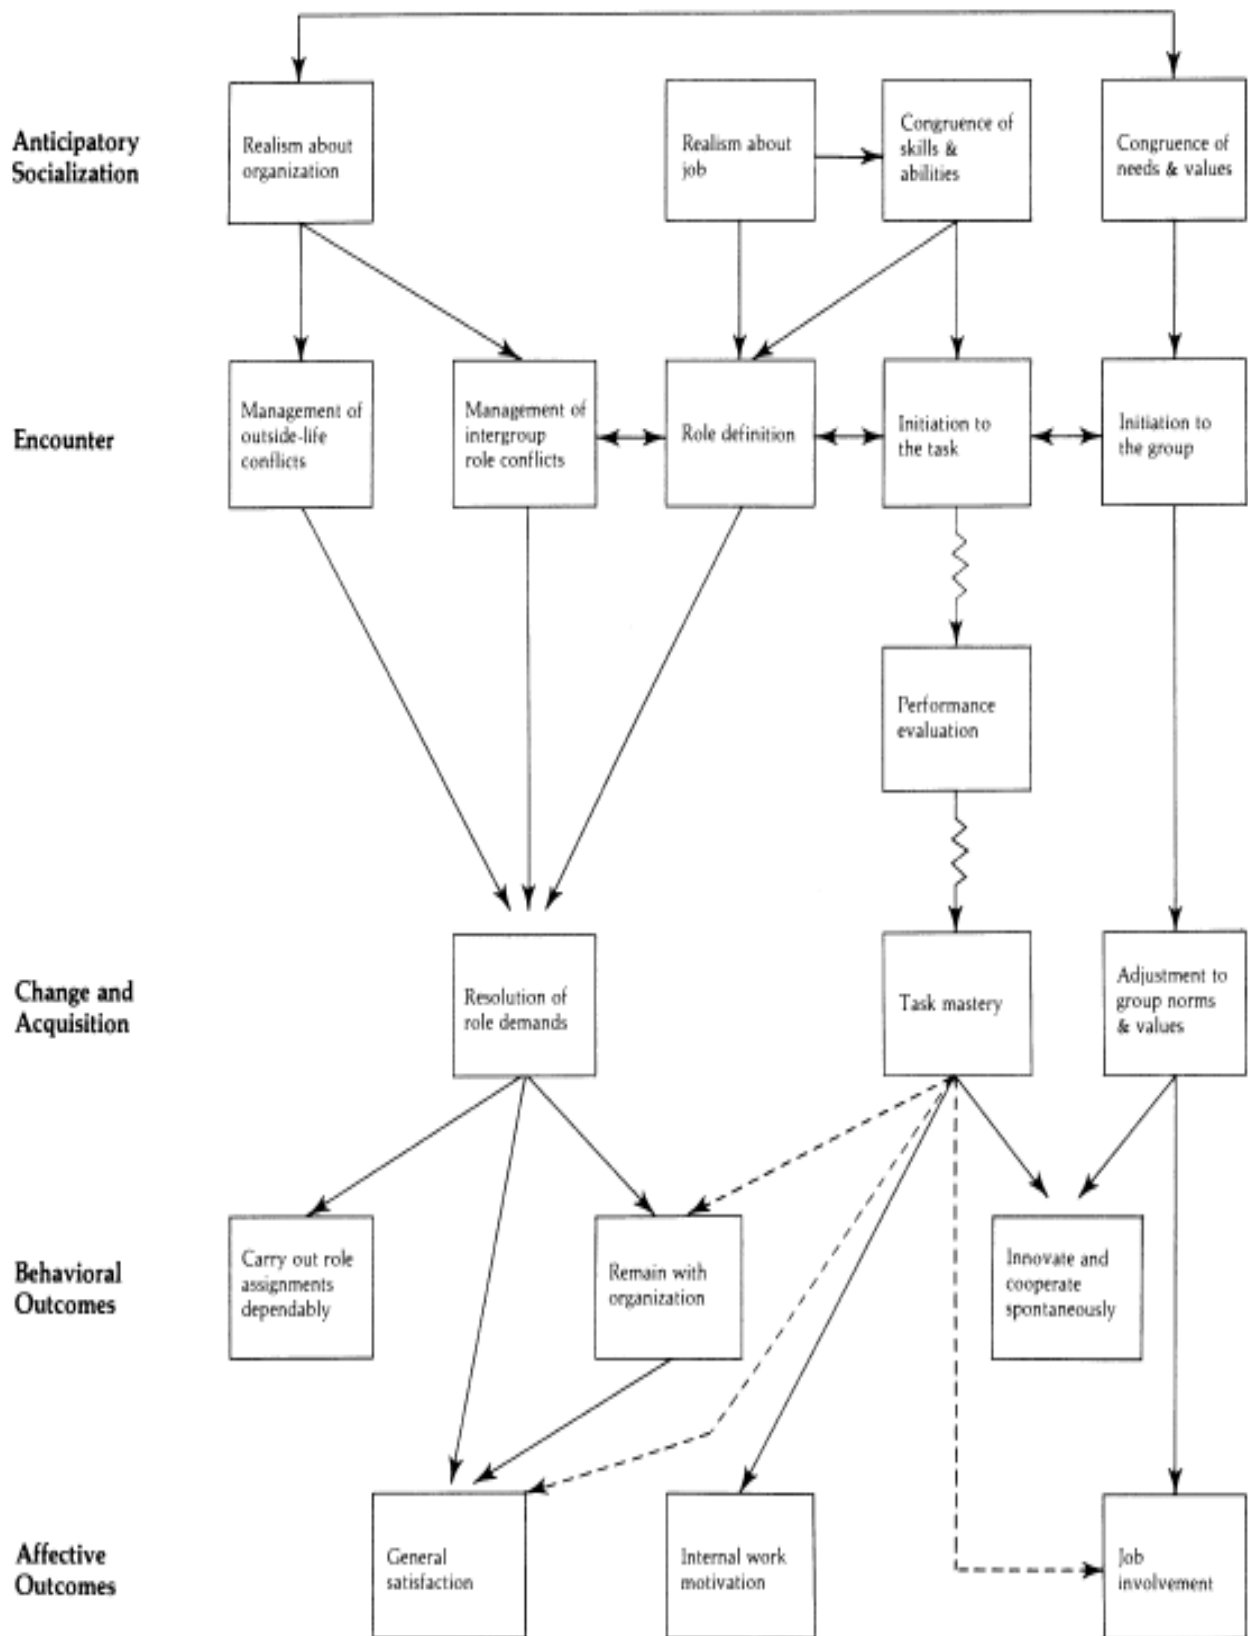 Anticipatory
Socialization
Realism about
organization
Realism about
job
Congruence of
skills &
abilities
Congruence of
needs & values
Encounter
Management of
outside-life
conflicts
Management of
intergroup
role conflicts
Role definition
Initiation to
the task
Initiation to
the group
Performance
evaluation
Change and
Acquisition
Resolution of
role demands
Task mastery
Adjustment to
group norms
& values
Behavioral
Outcomes
Carry out role
assignments
dependably
Remain with
organization
Innovate and
cooperate
spontaneously
Affective
Outcomes
General
satisfaction
Internal work
motivation
Job
involvement